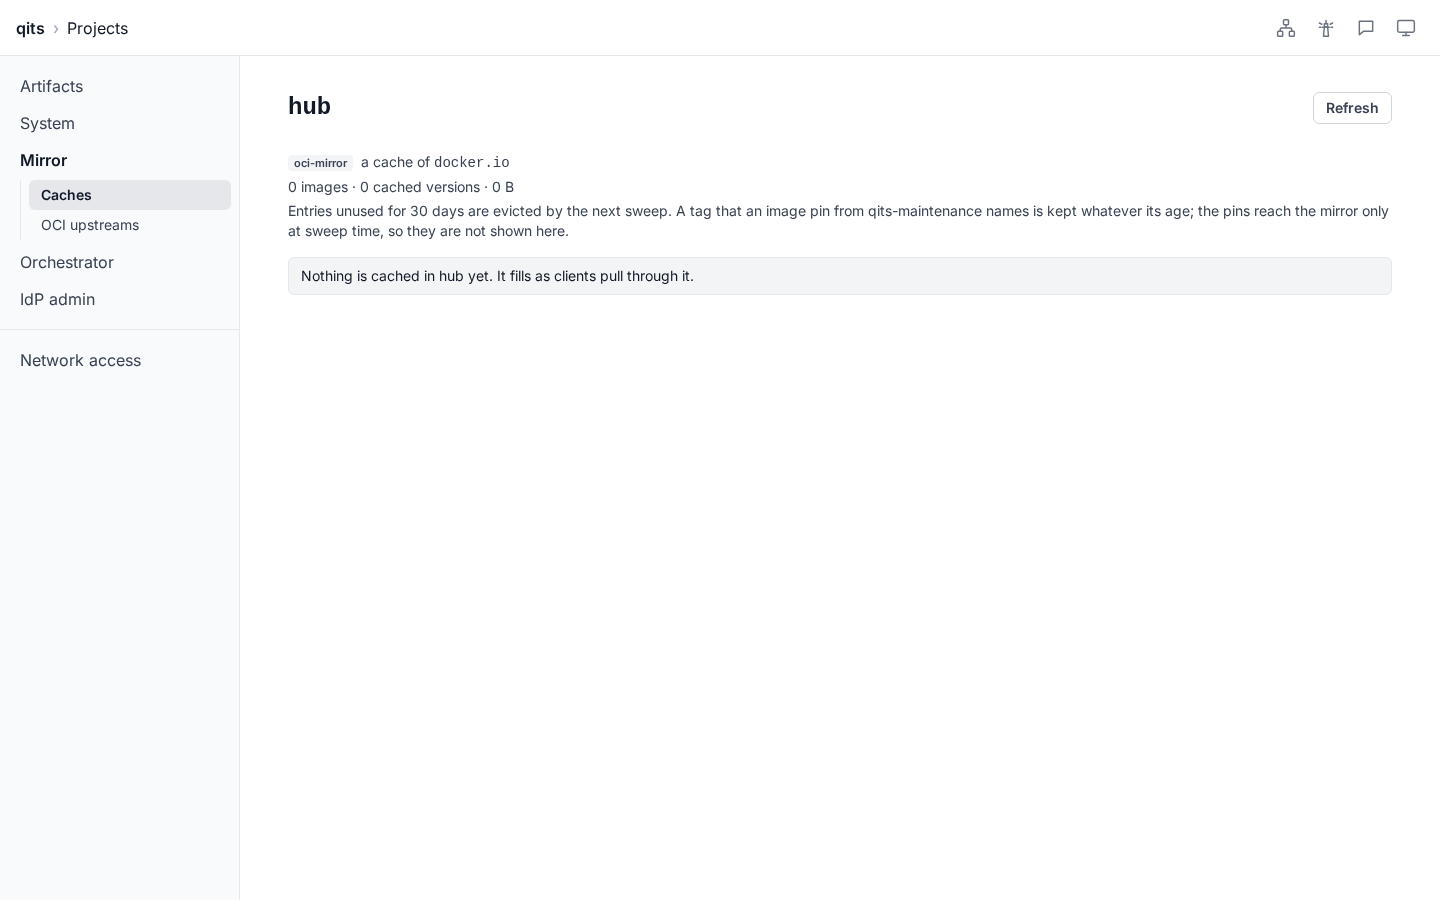 qits › Projects
Artifacts
System
Mirror
Caches
OCI upstreams
Orchestrator
IdP admin
Network access
hub
Refresh
oci-mirror a cache of docker.io
0 images · 0 cached versions · 0 B
Entries unused for 30 days are evicted by the next sweep. A tag that an image pin from qits-maintenance names is kept whatever its age; the pins reach the mirror only
at sweep time, so they are not shown here.
Nothing is cached in hub yet. It fills as clients pull through it.